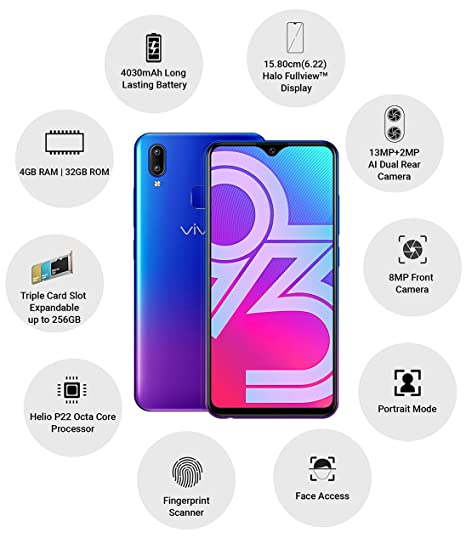 4030mAh Long
Lasting Battery
15.80cm(6.22)
Halo Fullview™
Display
4GB RAM | 32GB ROM
13MP+2MP
AI Dual Rear
Camera
Triple Card Slot
Expandable
up to 256GB
8MP Front
Camera
Helio P22 Octa Core
Processor
Portrait Mode
Fingerprint
Scanner
Face Access